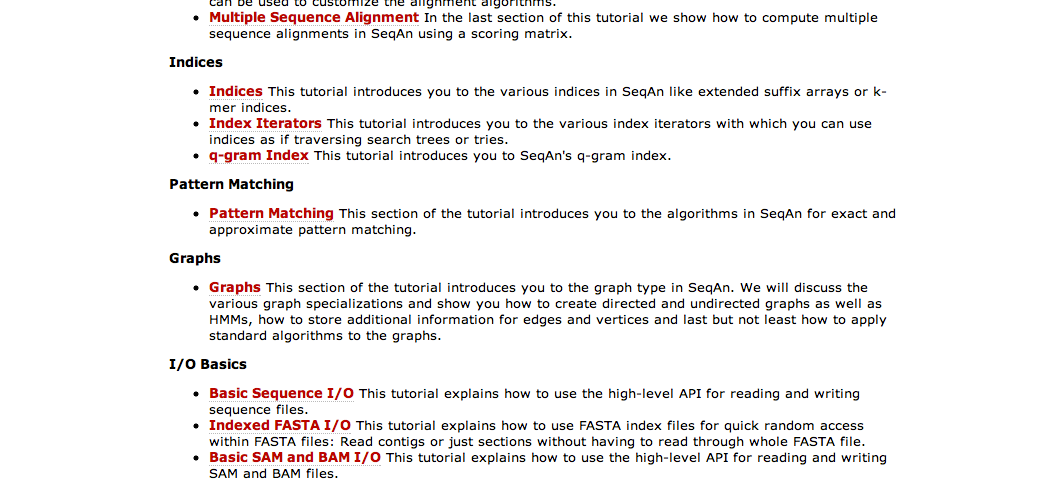 can be used to customize the alignment algorithms.
• Multiple Sequence Alignment In the last section of this tutorial we show how to compute multiple
sequence alignments in SeqAn using a scoring matrix.
Indices
• Indices This tutorial introduces you to the various indices in SeqAn like extended suffix arrays or k-
mer indices.
• Index Iterators This tutorial introduces you to the various index iterators with which you can use
indices as if traversing search trees or tries.
• q-gram Index This tutorial introduces you to SeqAn's q-gram index.
Pattern Matching
• Pattern Matching This section of the tutorial introduces you to the algorithms in SeqAn for exact and
approximate pattern matching.
Graphs
• Graphs This section of the tutorial introduces you to the graph type in SeqAn. We will discuss the
various graph specializations and show you how to create directed and undirected graphs as well as
HMMs, how to store additional information for edges and vertices and last but not least how to apply
standard algorithms to the graphs.
I/O Basics
• Basic Sequence I/O This tutorial explains how to use the high-level API for reading and writing
sequence files.
• Indexed FASTA I/O This tutorial explains how to use FASTA index files for quick random access
within FASTA files: Read contigs or just sections without having to read through whole FASTA file.
• Basic SAM and BAM I/O This tutorial explains how to use the high-level API for reading and writing
SAM and BAM files.